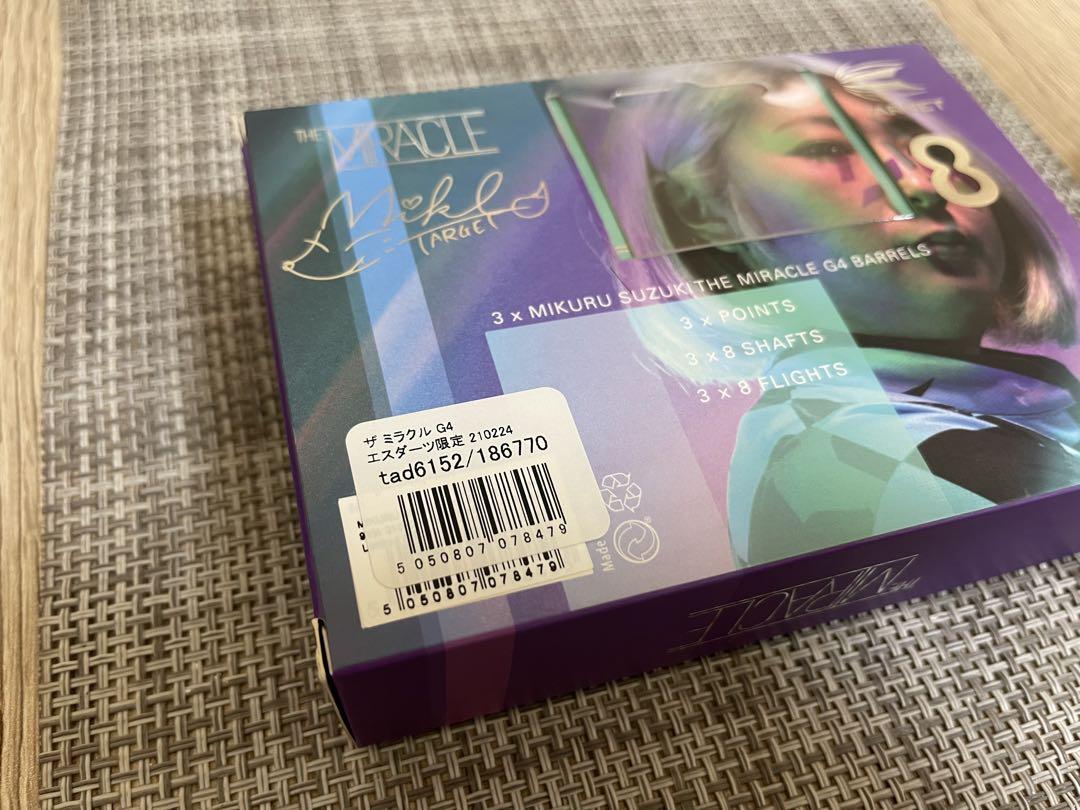 THE MIRACLE
Mikl
TARGET
8
3 x MIKURU SUZUKI THE MIRACLE G4 BARRELS
3 x POINTS
3 x 8 SHAFTS
3 x 8 FLIGHTS
ザ ミラクル G4
エスダーツ限定 210224
tad6152/186770
5 050807 078479
5 050807 078479
Made
THE MIRACLE